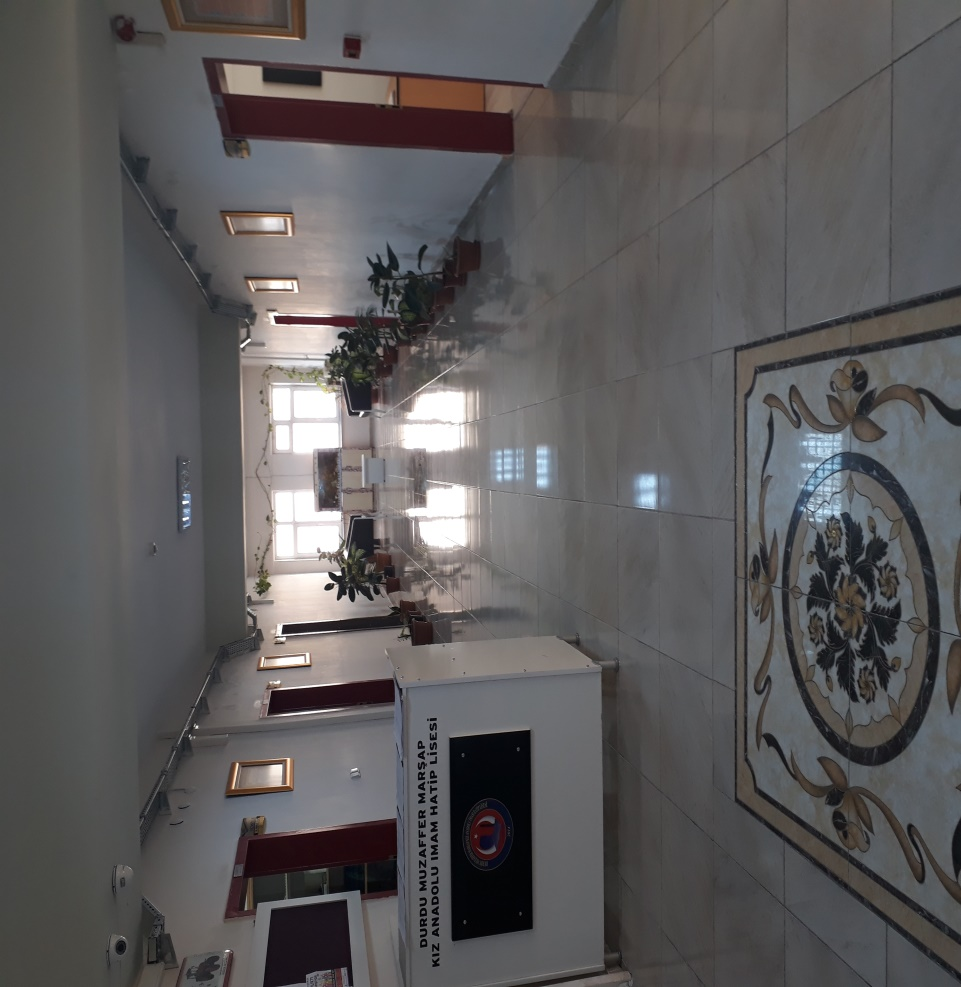 DURDU MUZAFFER MARŞAP
KIZ ANADOLU İMAM HATİP LİSESİ